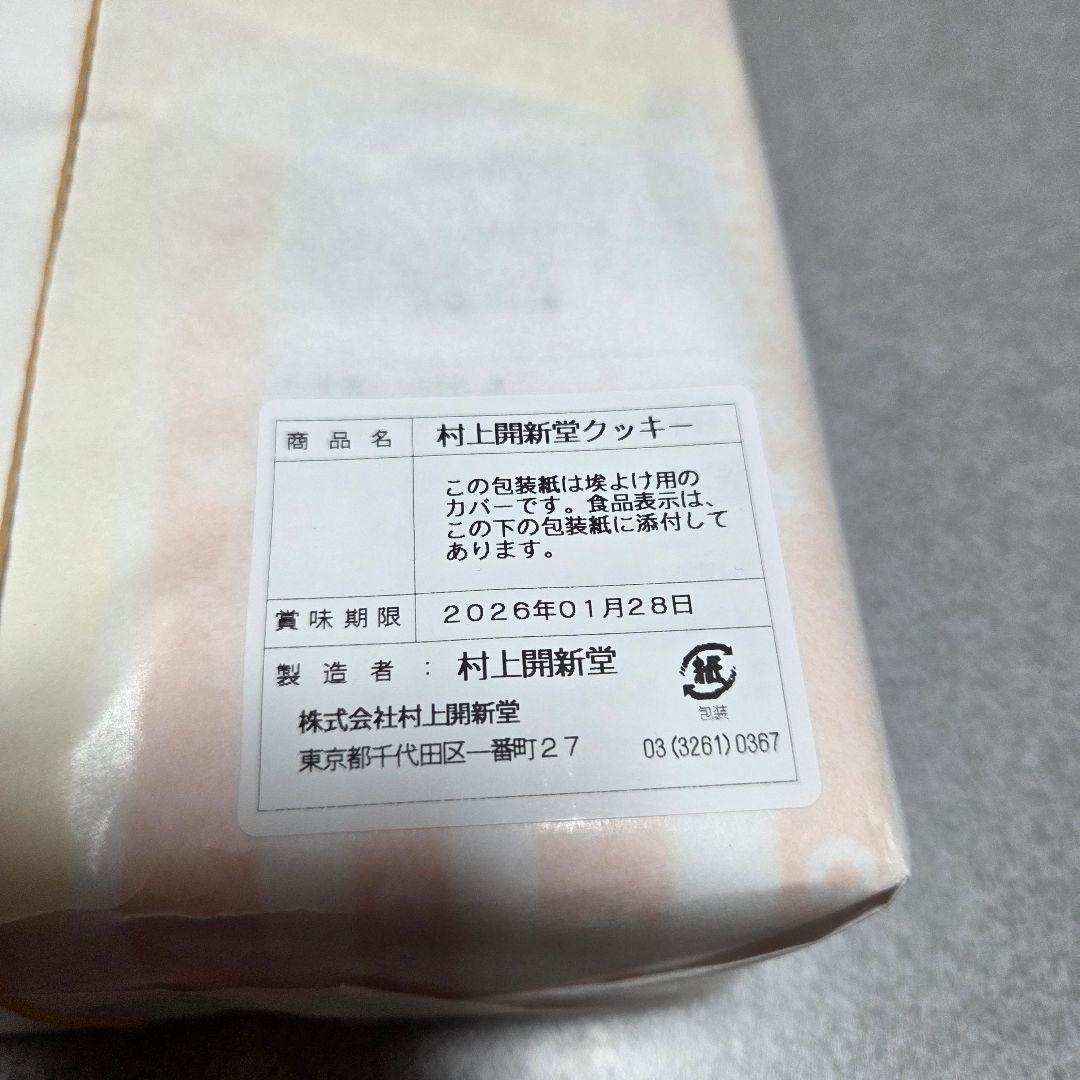 商品名 村上開新堂クッキー
この包装紙は埃よけ用の
カバーです。食品表示は、
この下の包装紙に添付して
あります。
賞味期限 2026年01月28日
製造者： 村上開新堂
紙
包装
株式会社村上開新堂
東京都千代田区一番町27 03(3261)0367